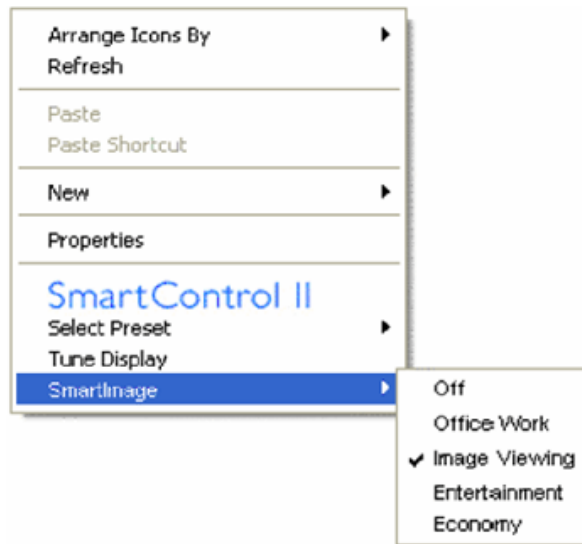 Arrange Icons By
Refresh
Paste
Paste Shortcut
New
Properties
SmartControl II
Select Preset
Tune Display
SmartImage
Off
Office Work
Image Viewing
Entertainment
Economy